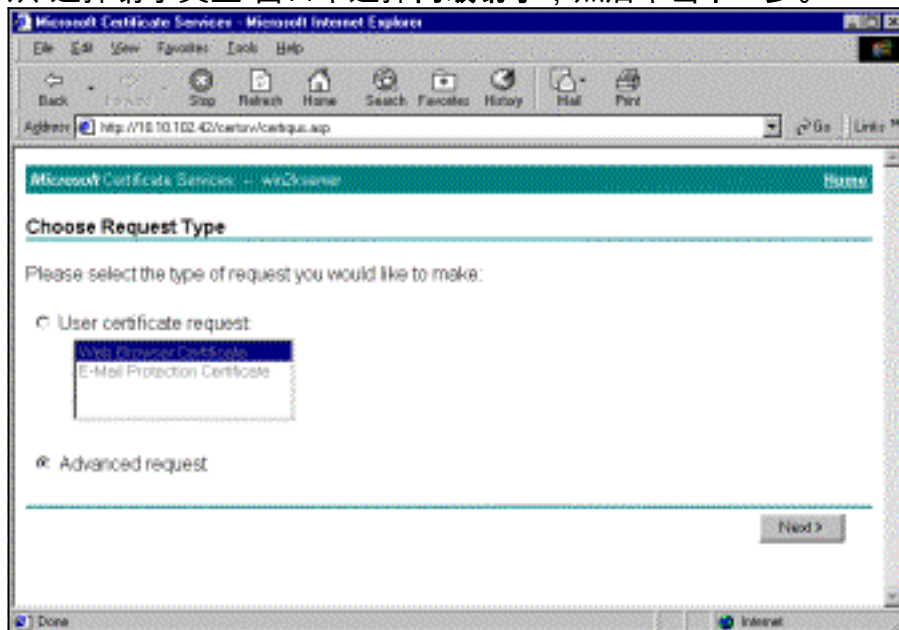 Microsoft Certificate Services - Microsoft Internet Explorer
File Edit View Favorites Tools Help
Back Forward Stop Refresh Home Search Favorites History Mail Print
Address http://10.10.102.42/certsrv/certrqus.asp Go Links
Microsoft Certificate Services -- win2kserver Home
Choose Request Type
Please select the type of request you would like to make:
User certificate request:
Web Browser Certificate
E-Mail Protection Certificate
Advanced request
Next >
Done Internet